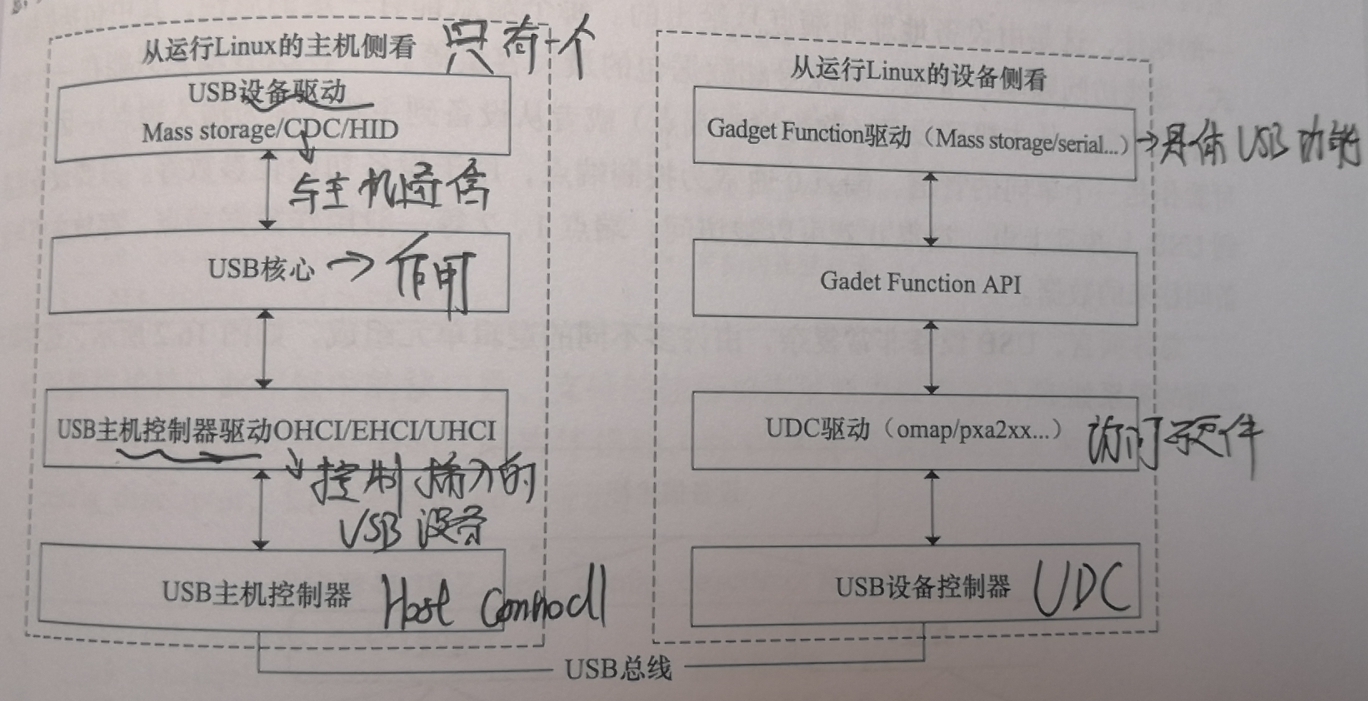 从运行Linux的主机侧看 只有一个
USB设备驱动
Mass storage/CDC/HID
与主机通信
USB核心 → 作用
USB主机控制器驱动OHCI/EHCI/UHCI
控制插入的
USB设备
USB主机控制器 Host
从运行Linux的设备侧看
Gadget Function驱动（Mass storage/serial...）→具体USB功能
Gadet Function API
UDC驱动（omap/pxa2xx...） 访问硬件
USB设备控制器 UDC
USB总线